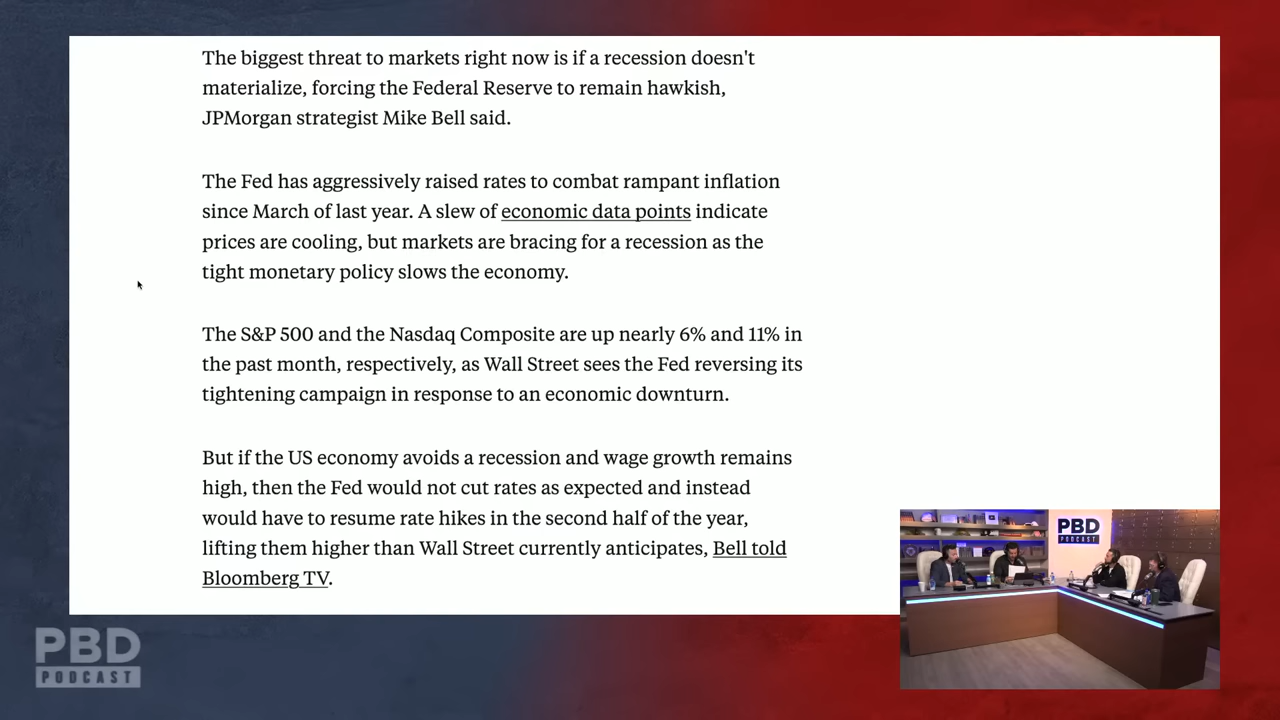 The biggest threat to markets right now is if a recession doesn't
materialize, forcing the Federal Reserve to remain hawkish,
JPMorgan strategist Mike Bell said.
The Fed has aggressively raised rates to combat rampant inflation
since March of last year. A slew of economic data points indicate
prices are cooling, but markets are bracing for a recession as the
tight monetary policy slows the economy.
The S&P 500 and the Nasdaq Composite are up nearly 6% and 11% in
the past month, respectively, as Wall Street sees the Fed reversing its
tightening campaign in response to an economic downturn.
But if the US economy avoids a recession and wage growth remains
high, then the Fed would not cut rates as expected and instead
would have to resume rate hikes in the second half of the year,
lifting them higher than Wall Street currently anticipates, Bell told
Bloomberg TV.
PBD
PODCAST
PBD
PODCAST